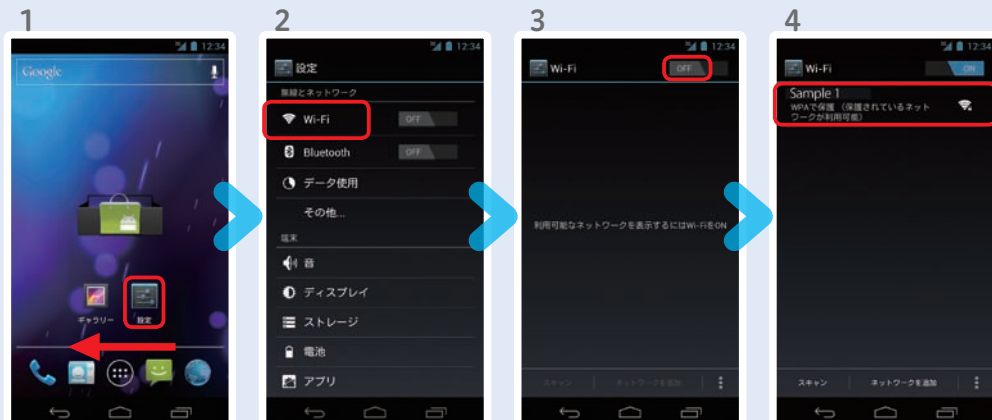 1
12:34
Google
ギャラリー
設定
2
12:34
設定
無線とネットワーク
Wi-Fi
OFF
Bluetooth
OFF
データ使用
その他...
端末
音
ディスプレイ
ストレージ
電池
アプリ
3
12:34
Wi-Fi
OFF
利用可能なネットワークを表示するにはWi-FiをON
スキャン
ネットワークを追加
4
12:34
Wi-Fi
ON
Sample 1
WPAで保護 （保護されているネット
ワークが利用可能）
スキャン
ネットワークを追加